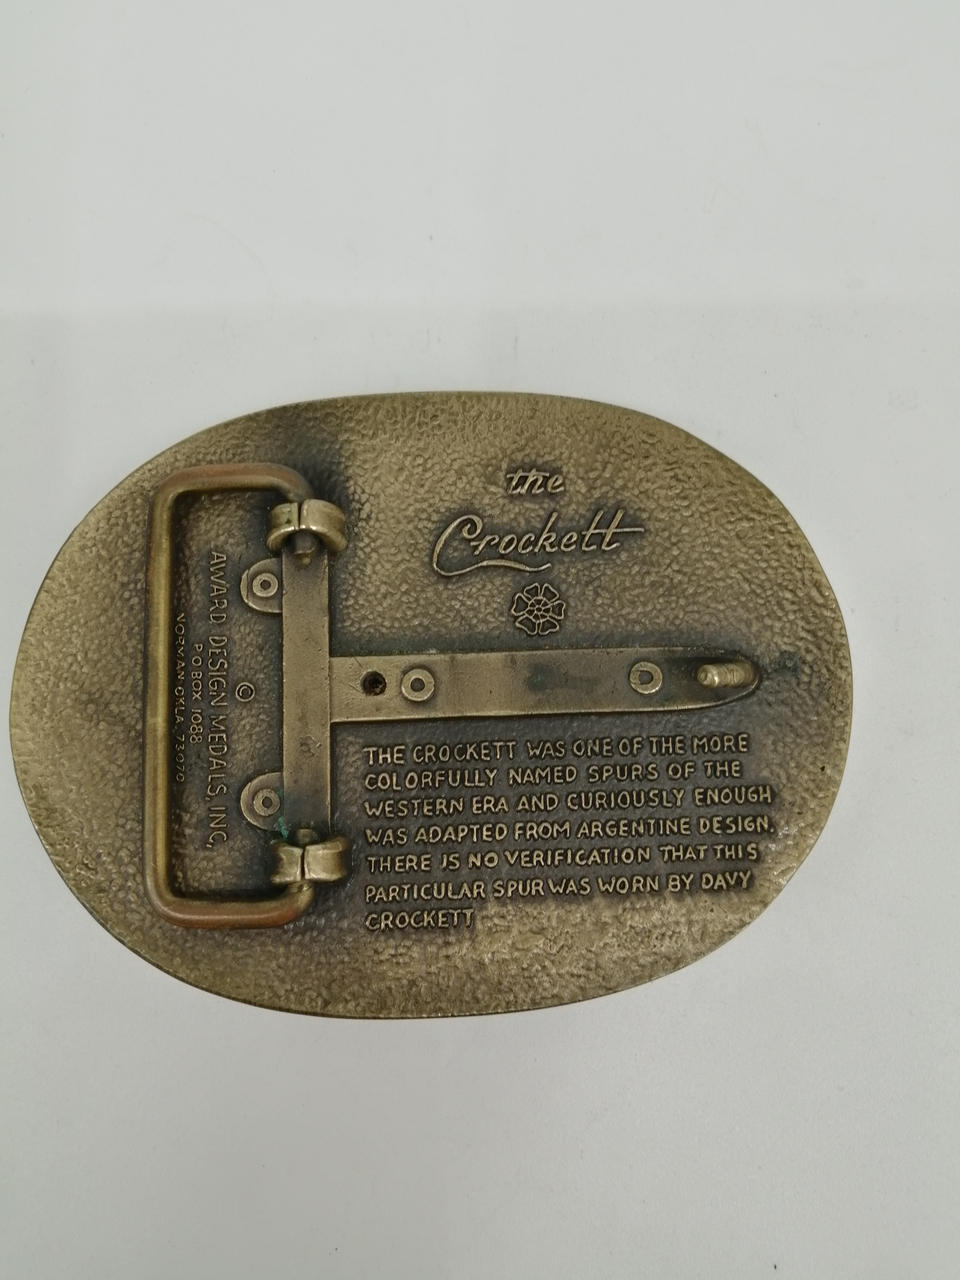 the
Crockett
THE CROCKETT WAS ONE OF THE MORE
COLORFULLY NAMED SPURS OF THE
WESTERN ERA AND CURIOUSLY ENOUGH
WAS ADAPTED FROM ARGENTINE DESIGN.
THERE IS NO VERIFICATION THAT THIS
PARTICULAR SPUR WAS WORN BY DAVY
CROCKETT
©
AWARD DESIGN MEDALS, INC.
P.O. BOX 1088
NORMAN OKLA. 73070